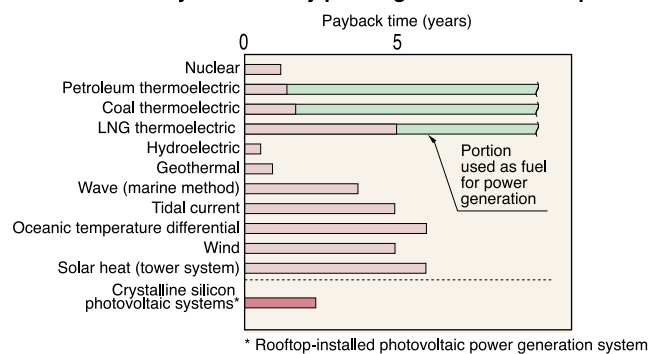 Payback time (years)
0 5
Nuclear
Petroleum thermoelectric
Coal thermoelectric
LNG thermoelectric
Hydroelectric
Geothermal
Wave (marine method)
Tidal current
Oceanic temperature differential
Wind
Solar heat (tower system)
Crystalline silicon
photovoltaic systems*
Portion
used as fuel
for power
generation
* Rooftop-installed photovoltaic power generation system